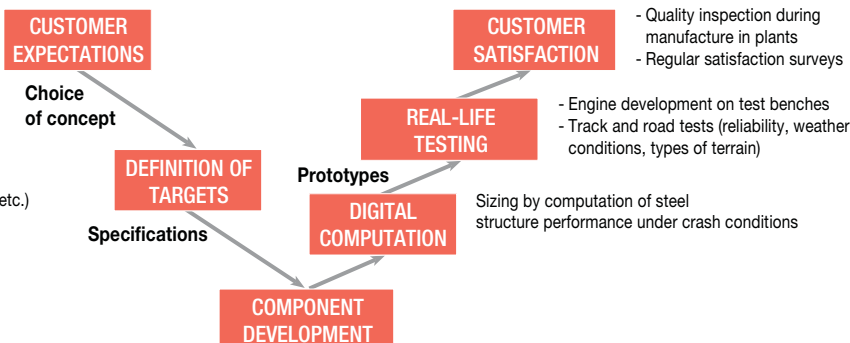 CUSTOMER
EXPECTATIONS
Choice
of concept
DEFINITION OF
TARGETS
etc.)
Specifications
COMPONENT
DEVELOPMENT
DIGITAL
COMPUTATION
Sizing by computation of steel
structure performance under crash conditions
Prototypes
REAL-LIFE
TESTING
- Engine development on test benches
- Track and road tests (reliability, weather
conditions, types of terrain)
CUSTOMER
SATISFACTION
- Quality inspection during
manufacture in plants
- Regular satisfaction surveys